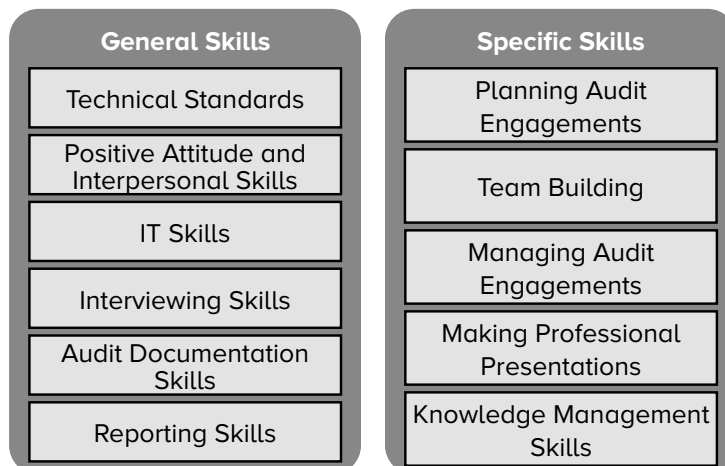 General Skills
Technical Standards
Positive Attitude and
Interpersonal Skills
IT Skills
Interviewing Skills
Audit Documentation
Skills
Reporting Skills
Specific Skills
Planning Audit
Engagements
Team Building
Managing Audit
Engagements
Making Professional
Presentations
Knowledge Management
Skills